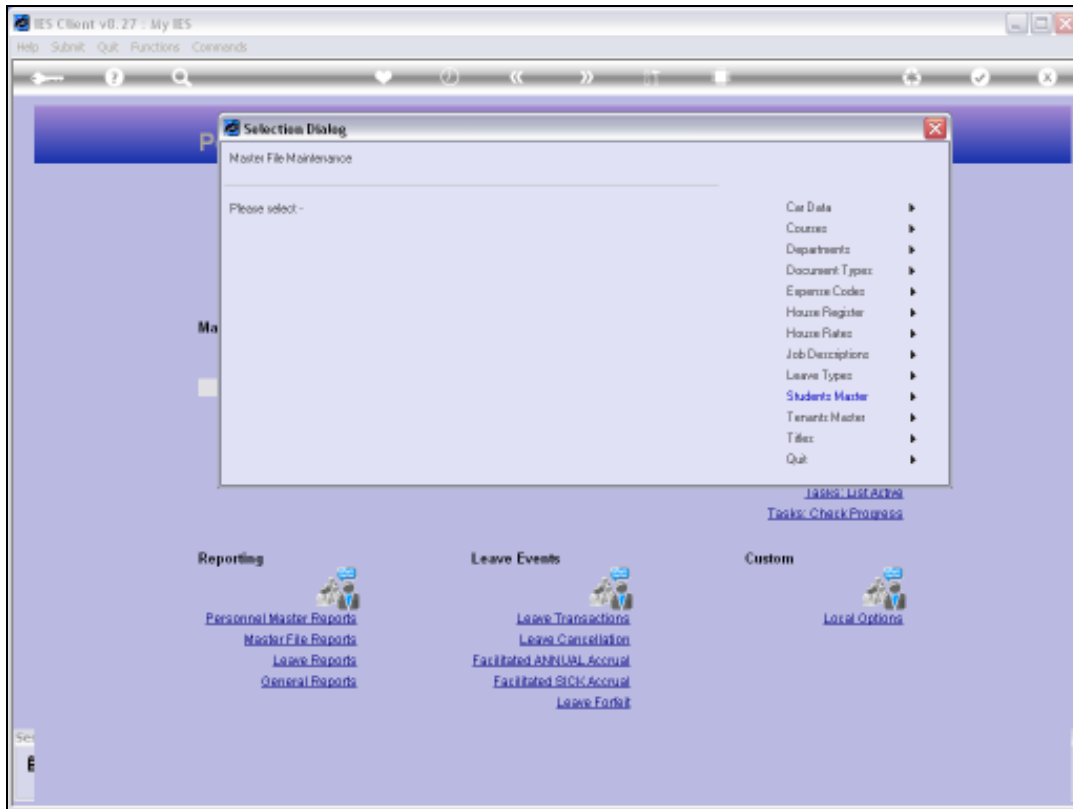 IES Client v0.27 : My IES
Help Submit Quit Functions Commands
P
Selection Dialog
Master File Maintenance
Please select -
Car Data
Courses
Departments
Document Types
Expense Codes
House Register
House Rates
Job Descriptions
Leave Types
Students Master
Tenants Master
Titles
Quit
Ma
Tasks: List Active
Tasks: Check Progress
Reporting
Personnel Master Reports
Master File Reports
Leave Reports
General Reports
Leave Events
Leave Transactions
Leave Cancellation
Facilitated ANNUAL Accrual
Facilitated SICK Accrual
Leave Forfeit
Custom
Local Options
Se